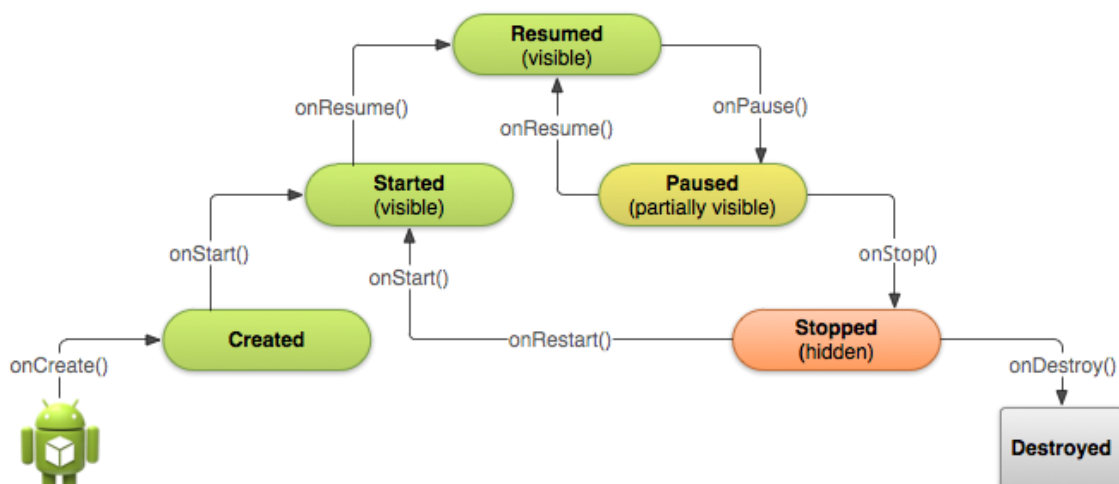 Resumed
(visible)
onResume()
onPause()
onResume()
Started
(visible)
Paused
(partially visible)
onStart()
onStart()
onStop()
Created
onRestart()
Stopped
(hidden)
onCreate()
onDestroy()
Destroyed